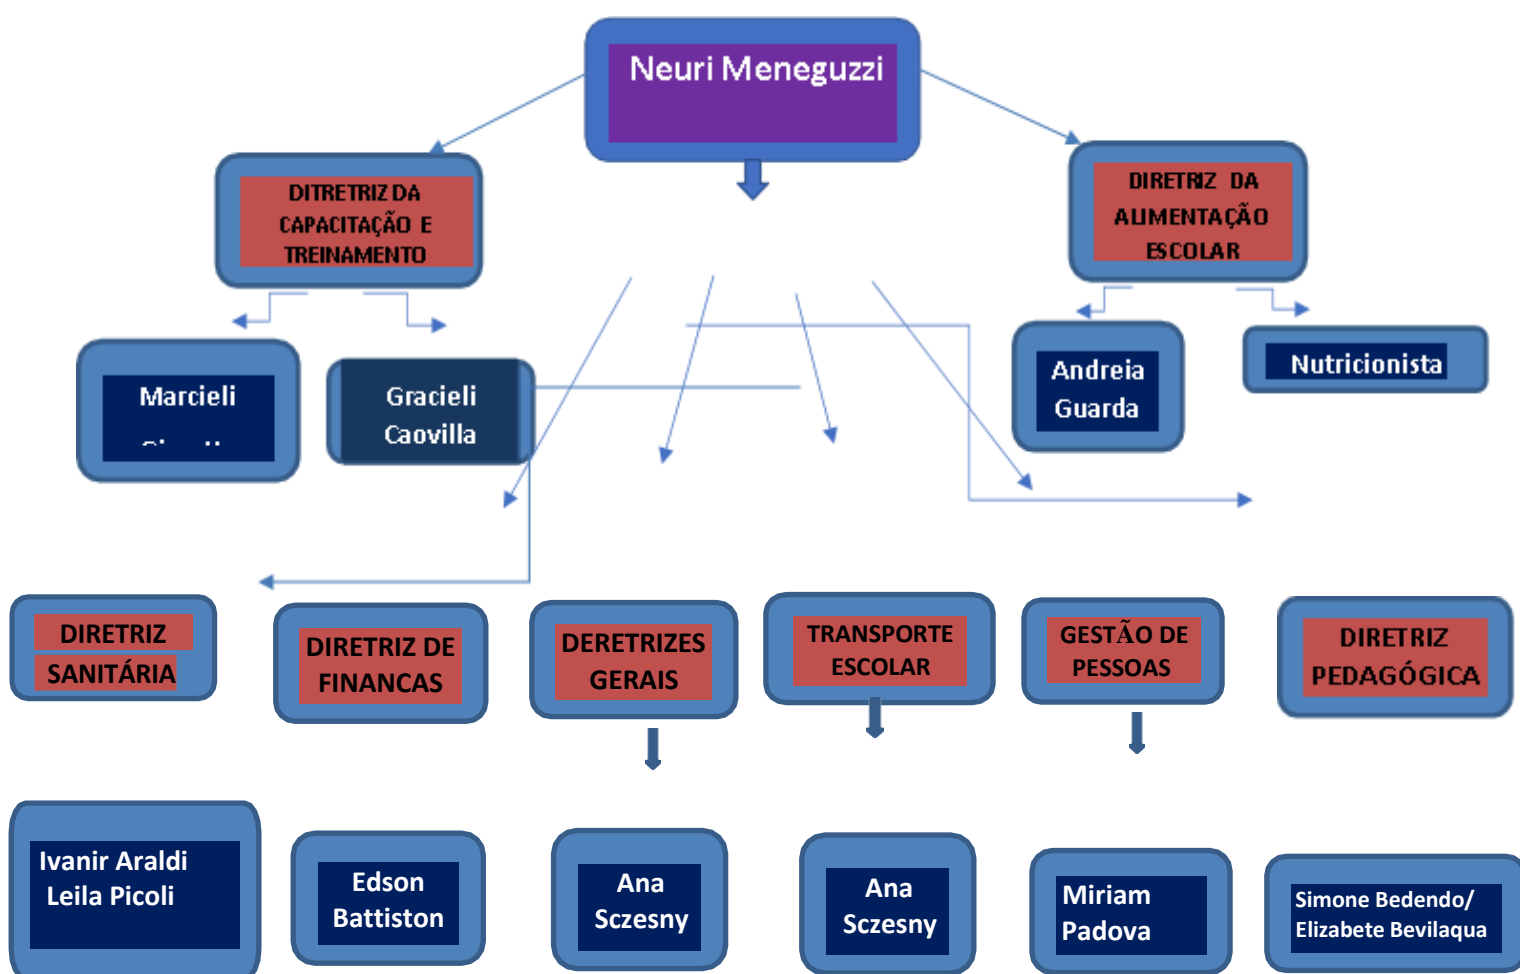 Neuri Meneguzzi
DITRETRIZ DA
CAPACITAÇÃO E
TREINAMENTO
DIRETRIZ DA
ALIMENTAÇÃO
ESCOLAR
Marcieli
Gracieli
Caovilla
Andreia
Guarda
Nutricionista
DIRETRIZ
SANITÁRIA
DIRETRIZ DE
FINANCAS
DERETRIZES
GERAIS
TRANSPORTE
ESCOLAR
GESTÃO DE
PESSOAS
DIRETRIZ
PEDAGÓGICA
Ivanir Araldi
Leila Picoli
Edson
Battiston
Ana
Sczesny
Ana
Sczesny
Miriam
Padova
Simone Bedendo/
Elizabete Bevilaqua